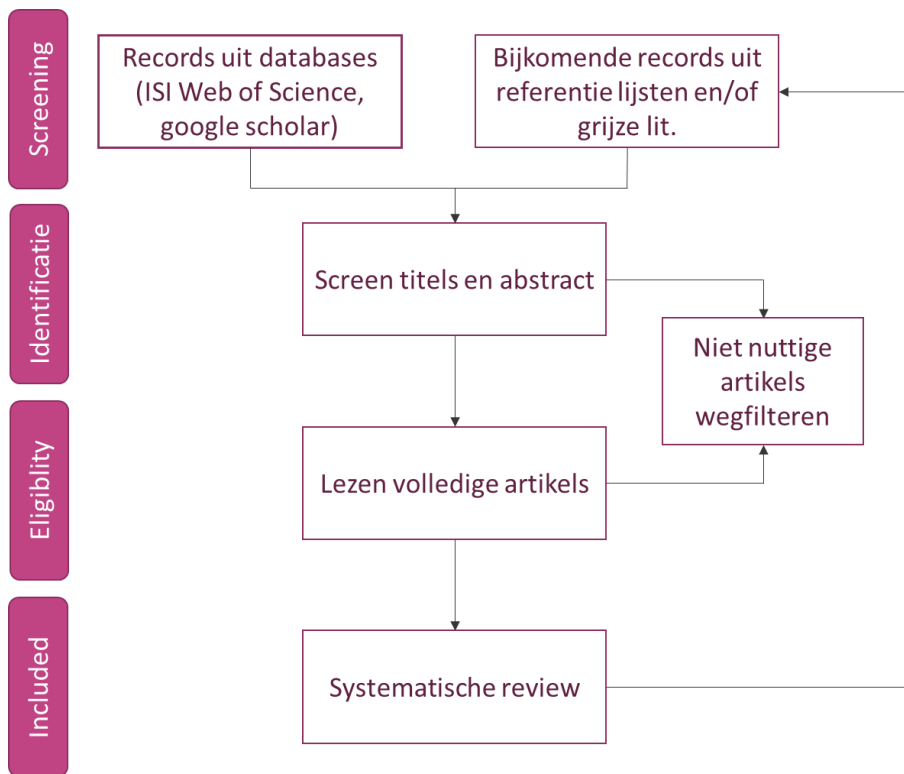 Screening
Records uit databases
(ISI Web of Science,
google scholar)
Bijkomende records uit
referentie lijsten en/of
grijze lit.
Identificatie
Screen titels en abstract
Niet nuttige
artikels
wegfilteren
Eligiblity
Lezen volledige artikels
Included
Systematische review